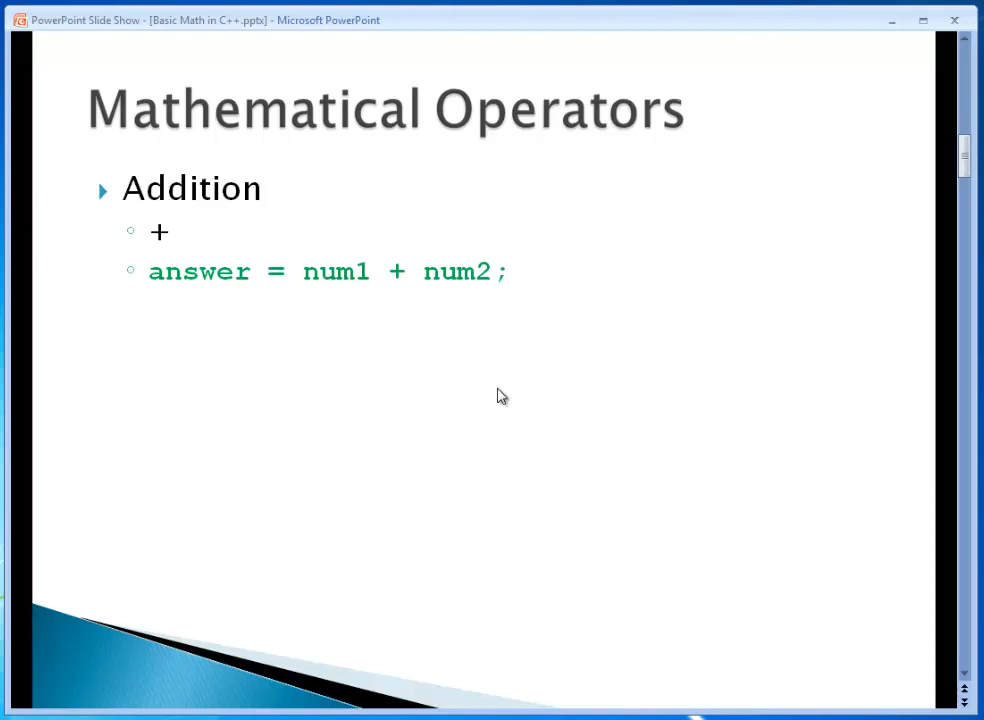 PowerPoint Slide Show - [Basic Math in C++.pptx] - Microsoft PowerPoint
Mathematical Operators
Addition
+
answer = num1 + num2;